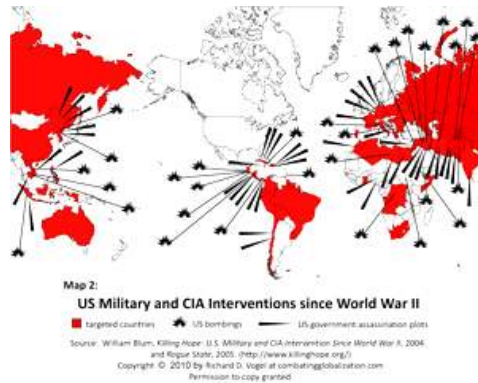 Map 2:
US Military and CIA Interventions since World War II
targeted countries US bombings US government assassination plots
Source: William Blum, Killing Hope: U.S. Military and CIA Intervention Since World War II, 2004
and Rogue State, 2005. (http://www.killinghope.org/)
Copyright © 2010 by Richard D. Vogel at combatingglobalization.com
Permission to copy granted